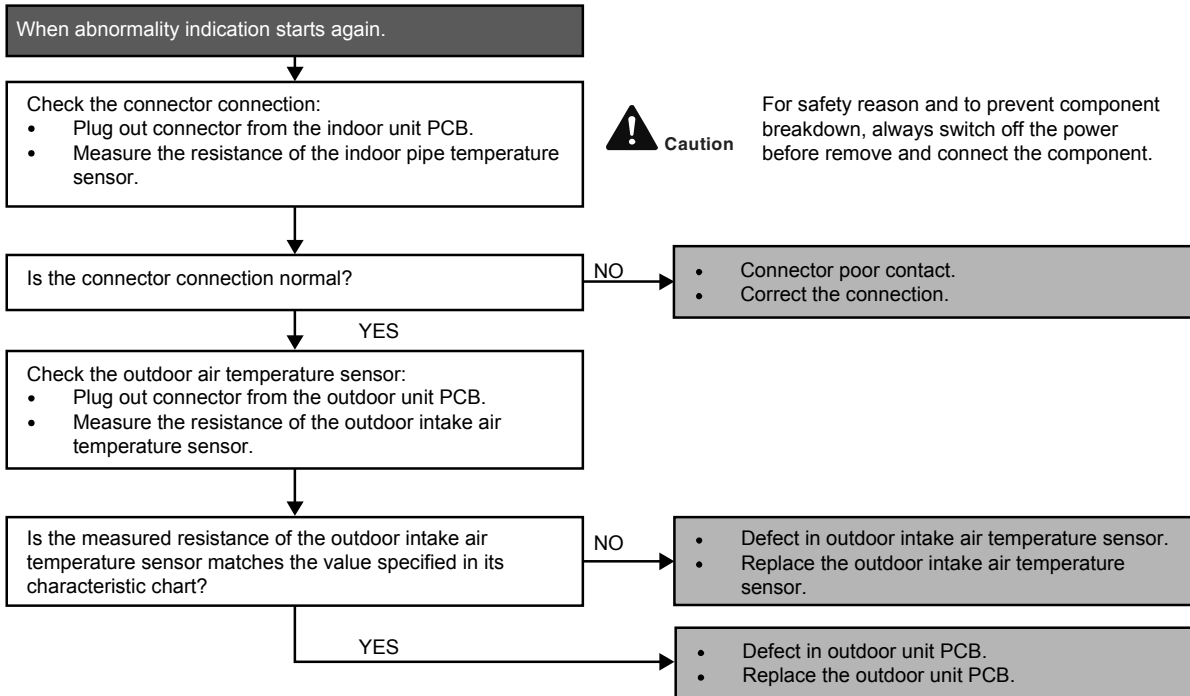 When abnormality indication starts again.
Check the connector connection:
• Plug out connector from the indoor unit PCB.
• Measure the resistance of the indoor pipe temperature
sensor.
Caution
For safety reason and to prevent component
breakdown, always switch off the power
before remove and connect the component.
Is the connector connection normal?
NO
• Connector poor contact.
• Correct the connection.
YES
Check the outdoor air temperature sensor:
• Plug out connector from the outdoor unit PCB.
• Measure the resistance of the outdoor intake air
temperature sensor.
Is the measured resistance of the outdoor intake air
temperature sensor matches the value specified in its
characteristic chart?
NO
• Defect in outdoor intake air temperature sensor.
• Replace the outdoor intake air temperature
sensor.
YES
• Defect in outdoor unit PCB.
• Replace the outdoor unit PCB.